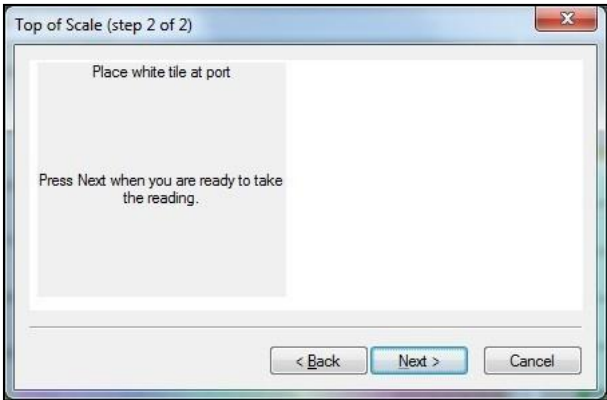 Top of Scale (step 2 of 2)
Place white tile at port
Press Next when you are ready to take
the reading.
< Back
Next >
Cancel